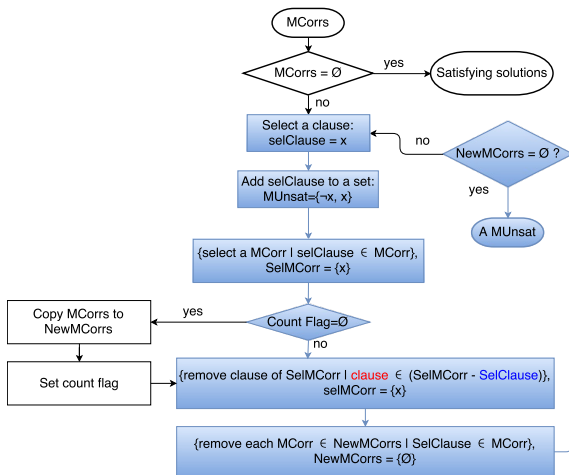 MCorrs
MCorrs = Ø
yes
Satisfying solutions
no
Select a clause:
selClause = x
no
NewMCorrs = Ø ?
yes
Add selClause to a set:
MUnsat={¬x, x}
A MUnsat
{select a MCorr | selClause ∈ MCorr},
SelMCorr = {x}
Copy MCorrs to
NewMCorrs
yes
Count Flag=Ø
no
Set count flag
{remove clause of SelMCorr | clause ∈ (SelMCorr - SelClause)},
selMCorr = {x}
{remove each MCorr ∈ NewMCorrs | SelClause ∈ MCorr},
NewMCorrs = {Ø}